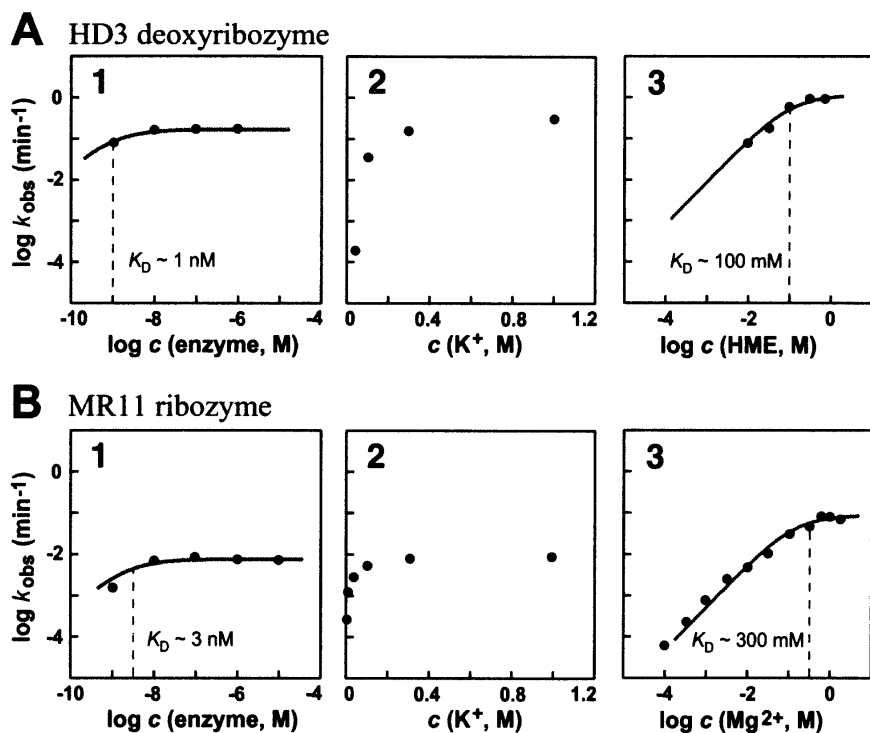 A HD3 deoxyribozyme
1
2
3
log kobs (min-1)
0
-2
-4
KD ~ 1 nM
KD ~ 100 mM
-10 -8 -6 -4
0 0.4 0.8 1.2
-4 -2 0
log c (enzyme, M)
c (K+, M)
log c (HME, M)
B MR11 ribozyme
1
2
3
log kobs (min-1)
0
-2
-4
KD ~ 3 nM
KD ~ 300 mM
-10 -8 -6 -4
0 0.4 0.8 1.2
-4 -2 0
log c (enzyme, M)
c (K+, M)
log c (Mg2+, M)